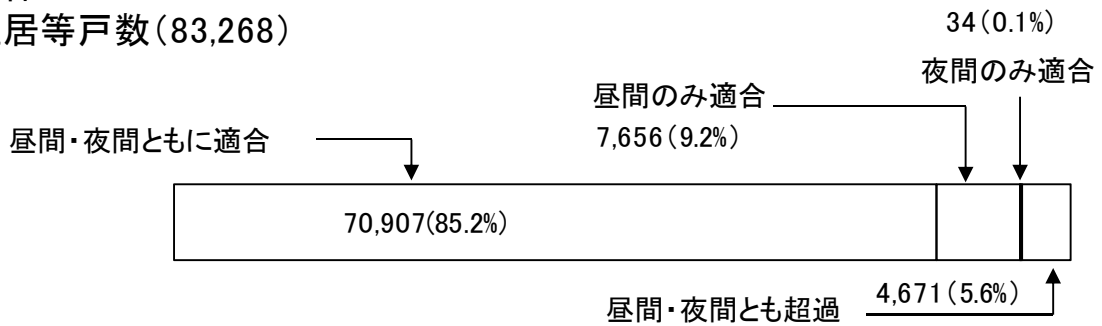 居等戸数（83,268）
34（0.1%）
夜間のみ適合
昼間のみ適合
7,656（9.2%）
昼間・夜間ともに適合
70,907(85.2%)
4,671（5.6%）
昼間・夜間とも超過